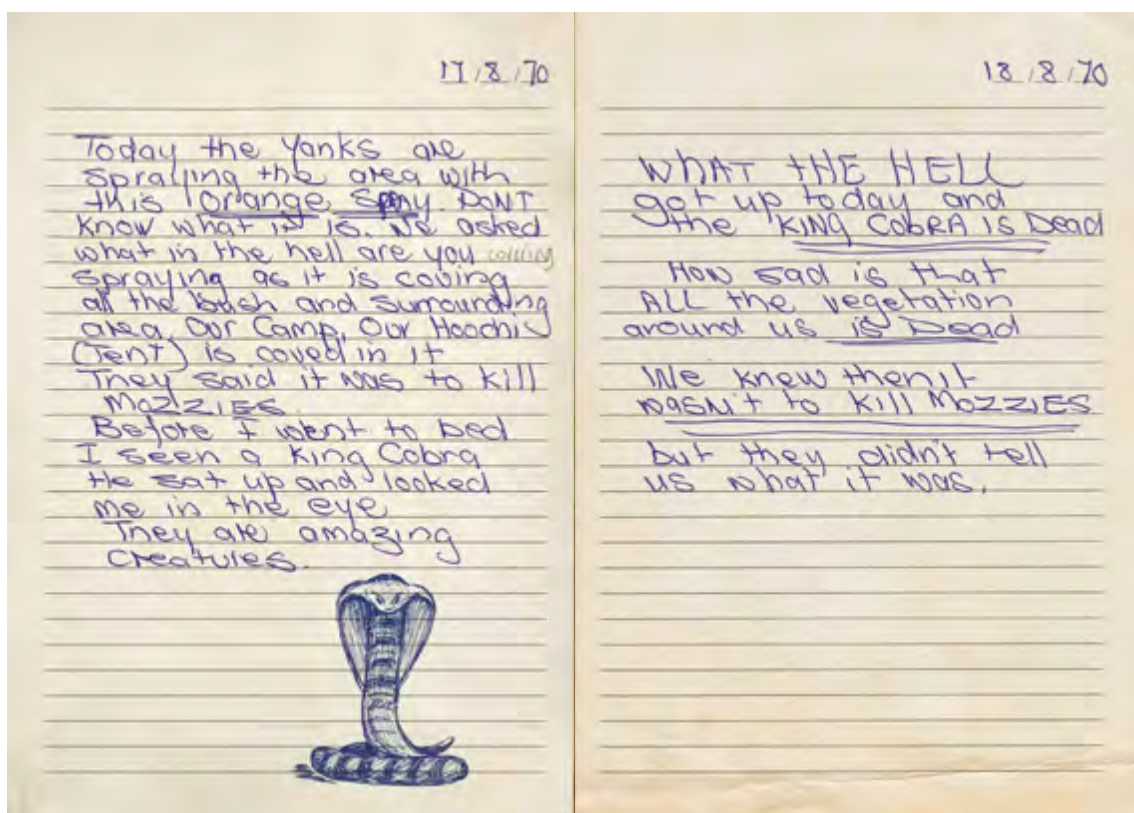 17/8/70
Today the Yanks are
spraying the area with
this Orange Spray. DONT
know what it is. We asked
what in the hell are you
spraying as it is coving
all the bush and surrounding
area, Our Camp, Our Hoochi
(Tent) is coved in it
They said it was to kill
MOZZIES.
Before I went to bed
I seen a King Cobra
He sat up and looked
me in the eye
They are amazing
Creatures.
18/8/70
WHAT tHE HELL
got up today and
the KING CobRA IS Dead
HOW sad is that
ALL the vegetation
around us is Dead
We knew then it
WASN't to Kill MOZZIES
but they didn't tell
us what it was.